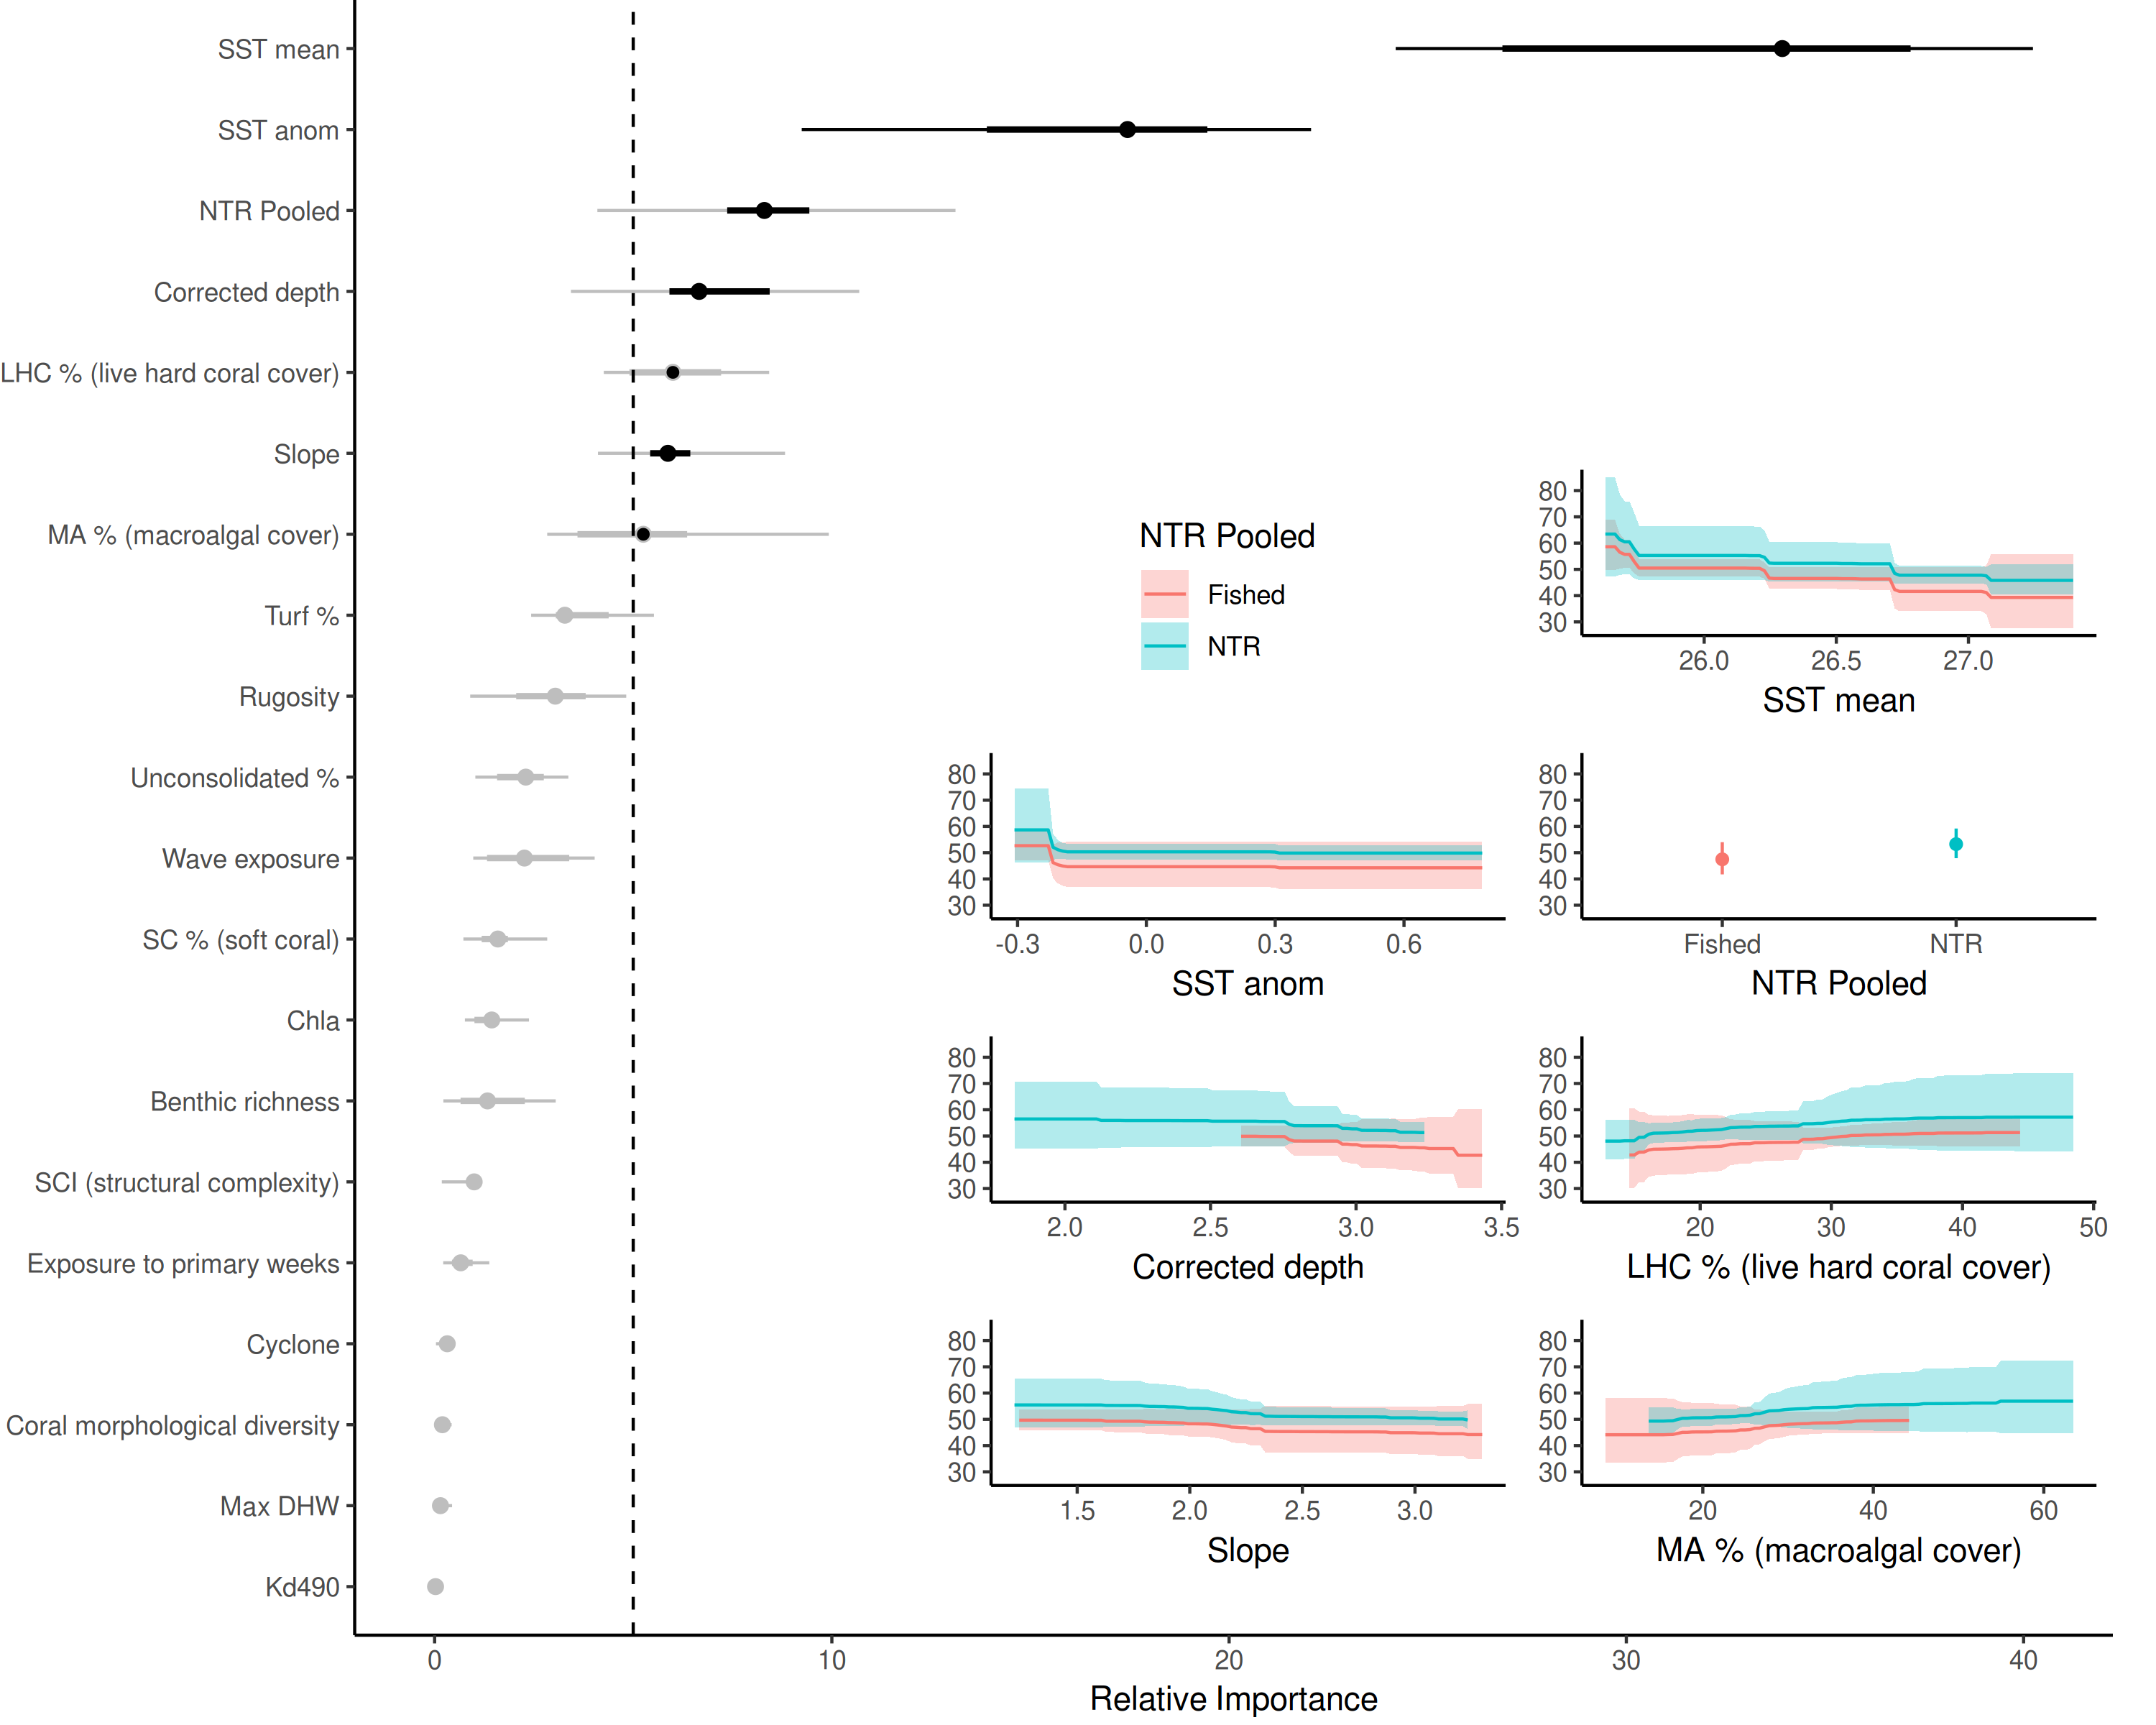 SST mean
SST anom
NTR Pooled
Corrected depth
LHC % (live hard coral cover)
Slope
MA % (macroalgal cover)
Turf %
Rugosity
Unconsolidated %
Wave exposure
SC % (soft coral)
Chla
Benthic richness
SCI (structural complexity)
Exposure to primary weeks
Cyclone
Coral morphological diversity
Max DHW
Kd490
0 10 20 30 40
Relative Importance
NTR Pooled
Fished
NTR
80
70
60
50
40
30
26.0 26.5 27.0
SST mean
80
70
60
50
40
30
-0.3 0.0 0.3 0.6
SST anom
80
70
60
50
40
30
Fished NTR
NTR Pooled
80
70
60
50
40
30
2.0 2.5 3.0 3.5
Corrected depth
80
70
60
50
40
30
20 30 40 50
LHC % (live hard coral cover)
80
70
60
50
40
30
1.5 2.0 2.5 3.0
Slope
80
70
60
50
40
30
20 40 60
MA % (macroalgal cover)